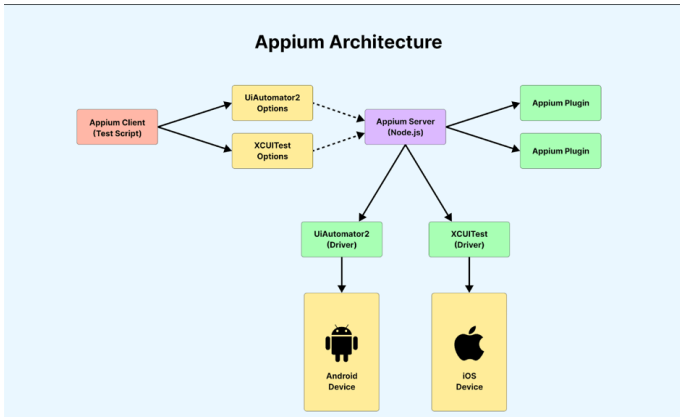 Appium Architecture
UiAutomator2
Options
Appium Client
(Test Script)
XCUITest
Options
Appium Server
(Node.js)
Appium Plugin
Appium Plugin
UiAutomator2
(Driver)
XCUITest
(Driver)
Android
Device
iOS
Device